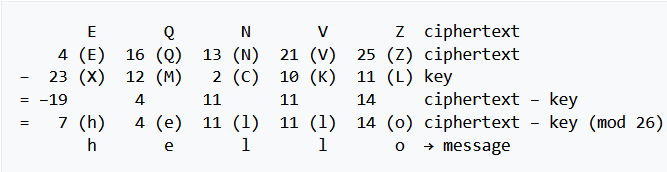 E Q N V Z ciphertext
4 (E) 16 (Q) 13 (N) 21 (V) 25 (Z) ciphertext
− 23 (X) 12 (M) 2 (C) 10 (K) 11 (L) key
= −19 4 11 11 14 ciphertext − key
= 7 (h) 4 (e) 11 (l) 11 (l) 14 (o) ciphertext − key (mod 26)
h e l l o → message